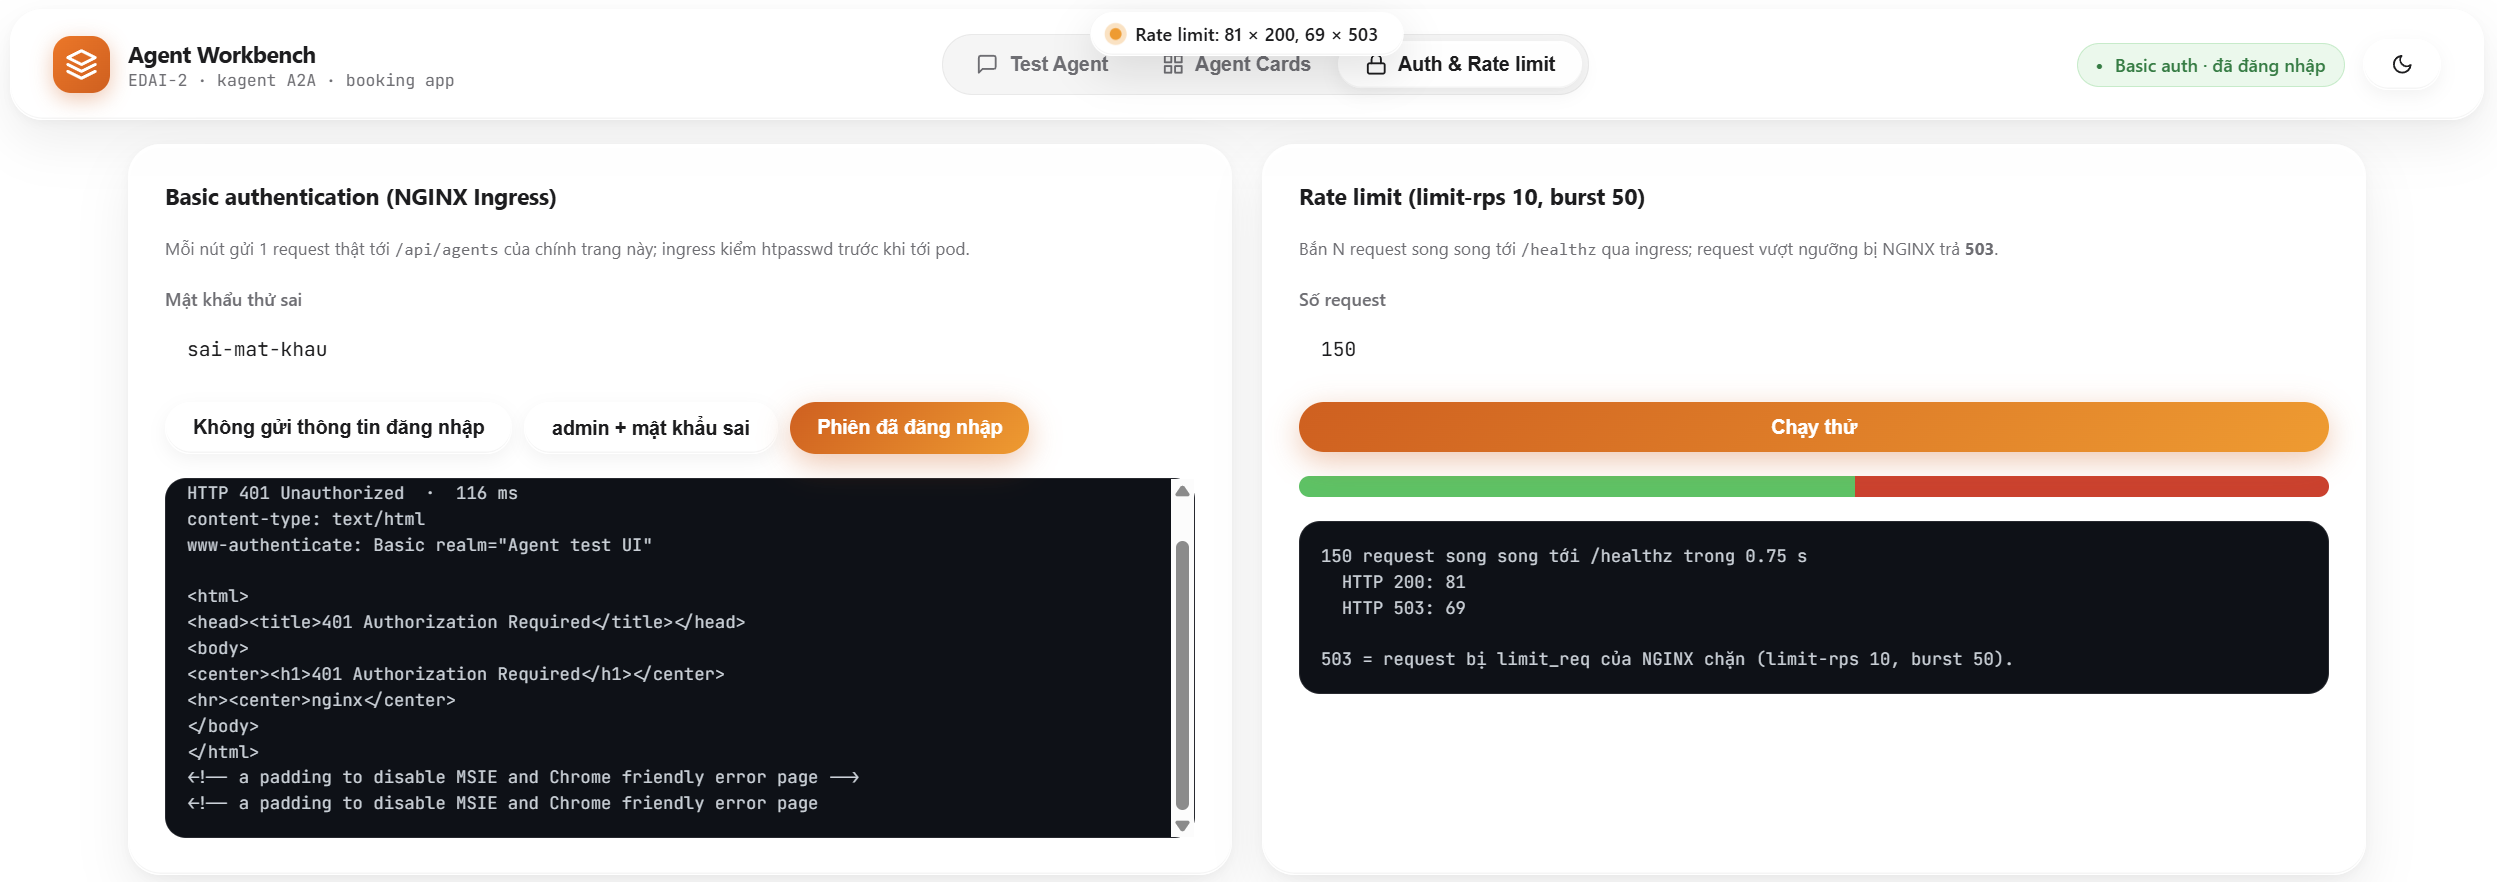 Agent Workbench
EDAI-2 · kagent A2A · booking app
Rate limit: 81 × 200, 69 × 503
Test Agent
Agent Cards
Auth & Rate limit
• Basic auth · đã đăng nhập
Basic authentication (NGINX Ingress)
Mỗi nút gửi 1 request thật tới /api/agents của chính trang này; ingress kiểm htpasswd trước khi tới pod.
Mật khẩu thử sai
sai-mat-khau
Không gửi thông tin đăng nhập
admin + mật khẩu sai
Phiên đã đăng nhập
HTTP 401 Unauthorized · 116 ms
content-type: text/html
www-authenticate: Basic realm="Agent test UI"
<html>
<head><title>401 Authorization Required</title></head>
<body>
<center><h1>401 Authorization Required</h1></center>
<hr><center>nginx</center>
</body>
</html>
<!-- a padding to disable MSIE and Chrome friendly error page -->
<!-- a padding to disable MSIE and Chrome friendly error page
Rate limit (limit-rps 10, burst 50)
Bắn N request song song tới /healthz qua ingress; request vượt ngưỡng bị NGINX trả 503.
Số request
150
Chạy thử
150 request song song tới /healthz trong 0.75 s
HTTP 200: 81
HTTP 503: 69
503 = request bị limit_req của NGINX chặn (limit-rps 10, burst 50).